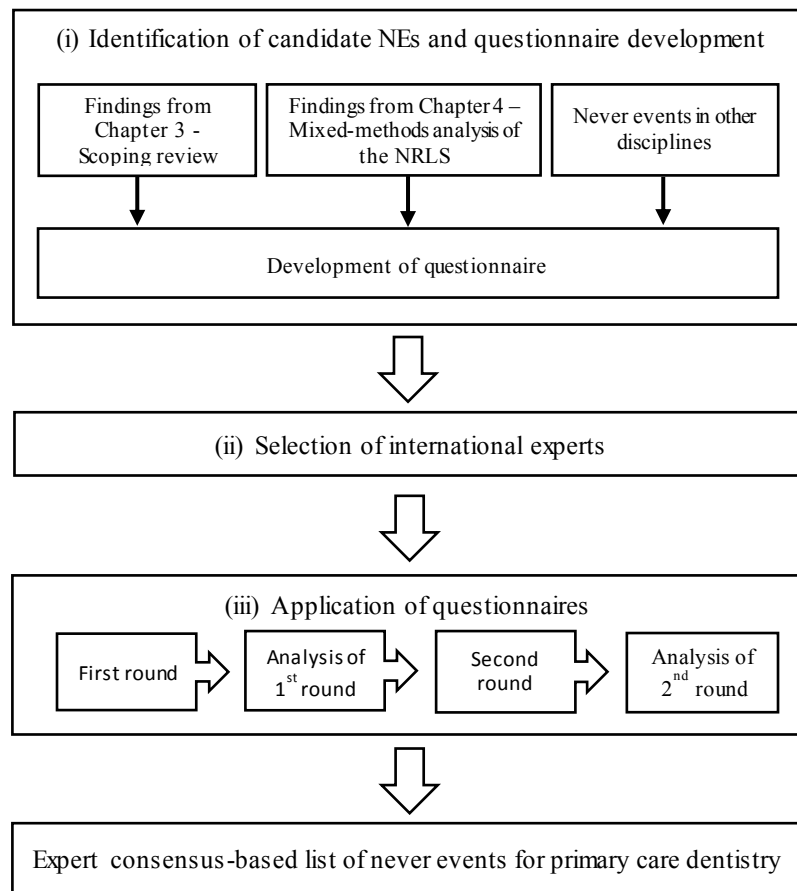 (i) Identification of candidate NEs and questionnaire development
Findings from
Chapter 3 -
Scoping review
Findings from Chapter 4 –
Mixed-methods analysis of
the NRLS
Never events in other
disciplines
Development of questionnaire
(ii) Selection of international experts
(iii) Application of questionnaires
First round
Analysis of
1st round
Second
round
Analysis of
2nd round
Expert consensus-based list of never events for primary care dentistry